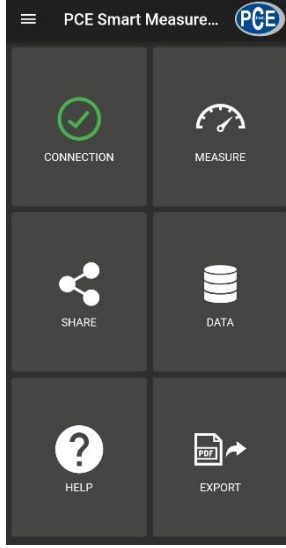 PCE Smart Measure...
PCE
CONNECTION
MEASURE
SHARE
DATA
HELP
PDF
EXPORT